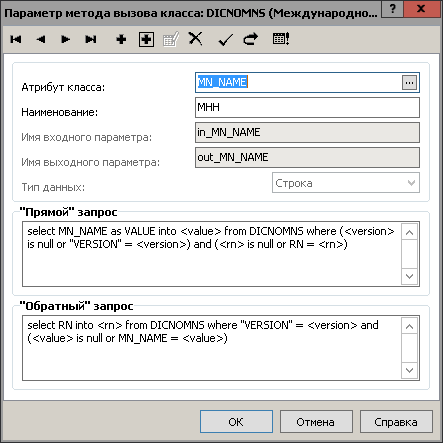 Параметр метода вызова класса: DICNOMNS (Международно...
Атрибут класса:
MN_NAME
Наименование:
МНН
Имя входного параметра:
in_MN_NAME
Имя выходного параметра:
out_MN_NAME
Тип данных:
Строка
"Прямой" запрос
select MN_NAME as VALUE into <value> from DICNOMNS where (<version>
is null or "VERSION" = <version>) and (<rn> is null or RN = <rn>)
"Обратный" запрос
select RN into <rn> from DICNOMNS where "VERSION" = <version> and
(<value> is null or MN_NAME = <value>)
OK
Отмена
Справка